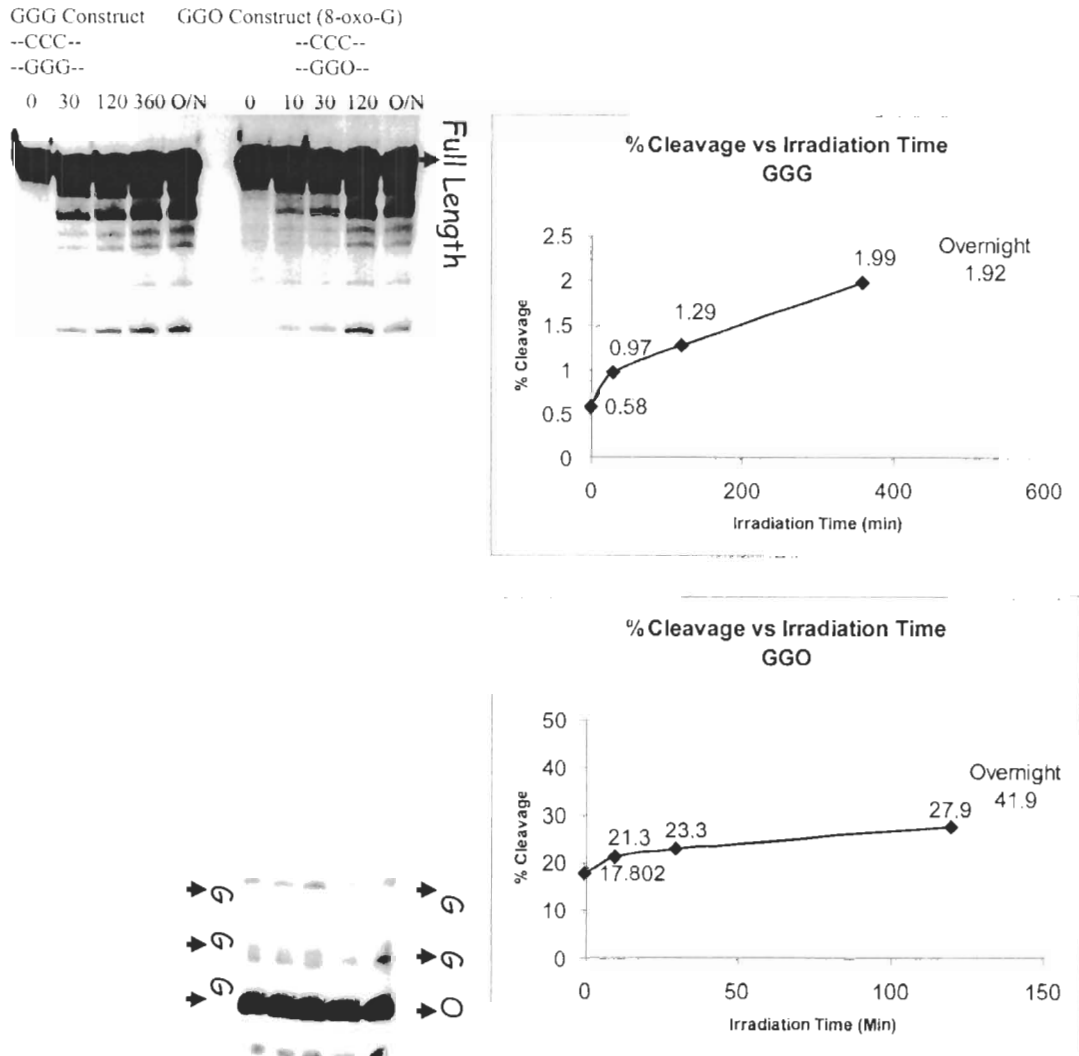 GGG Construct
--CCC--
--GGG--
0 30 120 360 O/N
GGO Construct (8-oxo-G)
--CCC--
--GGO--
0 10 30 120 O/N
Full Length
G
G
G
G
G
O
% Cleavage vs Irradiation Time
GGG
% Cleavage
2.5
2
1.5
1
0.5
0
0.58
0.97
1.29
1.99
Overnight
1.92
0 200 400 600
Irradiation Time (min)
% Cleavage vs Irradiation Time
GGO
% Cleavage
50
40
30
20
10
0
17.802
21.3
23.3
27.9
Overnight
41.9
0 50 100 150
Irradiation Time (Min)